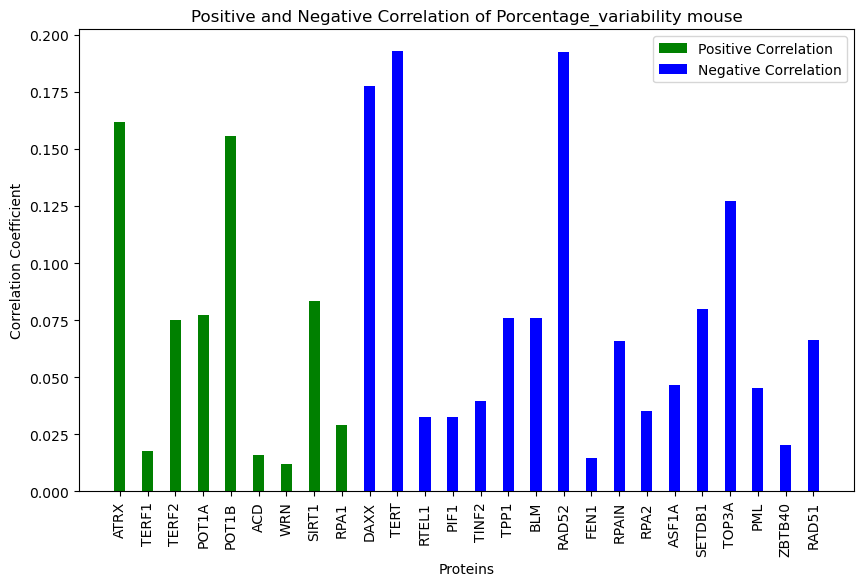 Positive and Negative Correlation of Porcentage_variability mouse
Positive Correlation
Negative Correlation
Correlation Coefficient
0.200
0.175
0.150
0.125
0.100
0.075
0.050
0.025
0.000
ATRX
TERF1
TERF2
POT1A
POT1B
ACD
WRN
SIRT1
RPA1
DAXX
TERT
RTEL1
PIF1
TINF2
TPP1
BLM
RAD52
FEN1
RPAIN
RPA2
ASF1A
SETDB1
TOP3A
PML
ZBTB40
RAD51
Proteins